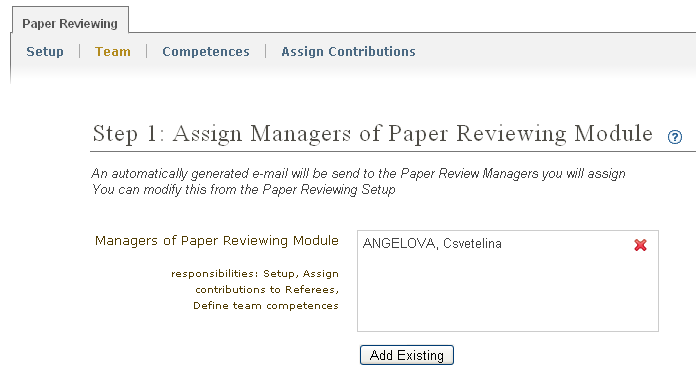 Paper Reviewing
Setup Team Competences Assign Contributions
Step 1: Assign Managers of Paper Reviewing Module ?
An automatically generated e-mail will be send to the Paper Review Managers you will assign
You can modify this from the Paper Reviewing Setup
Managers of Paper Reviewing Module
responsibilities: Setup, Assign
contributions to Referees,
Define team competences
ANGELOVA, Csvetelina
Add Existing